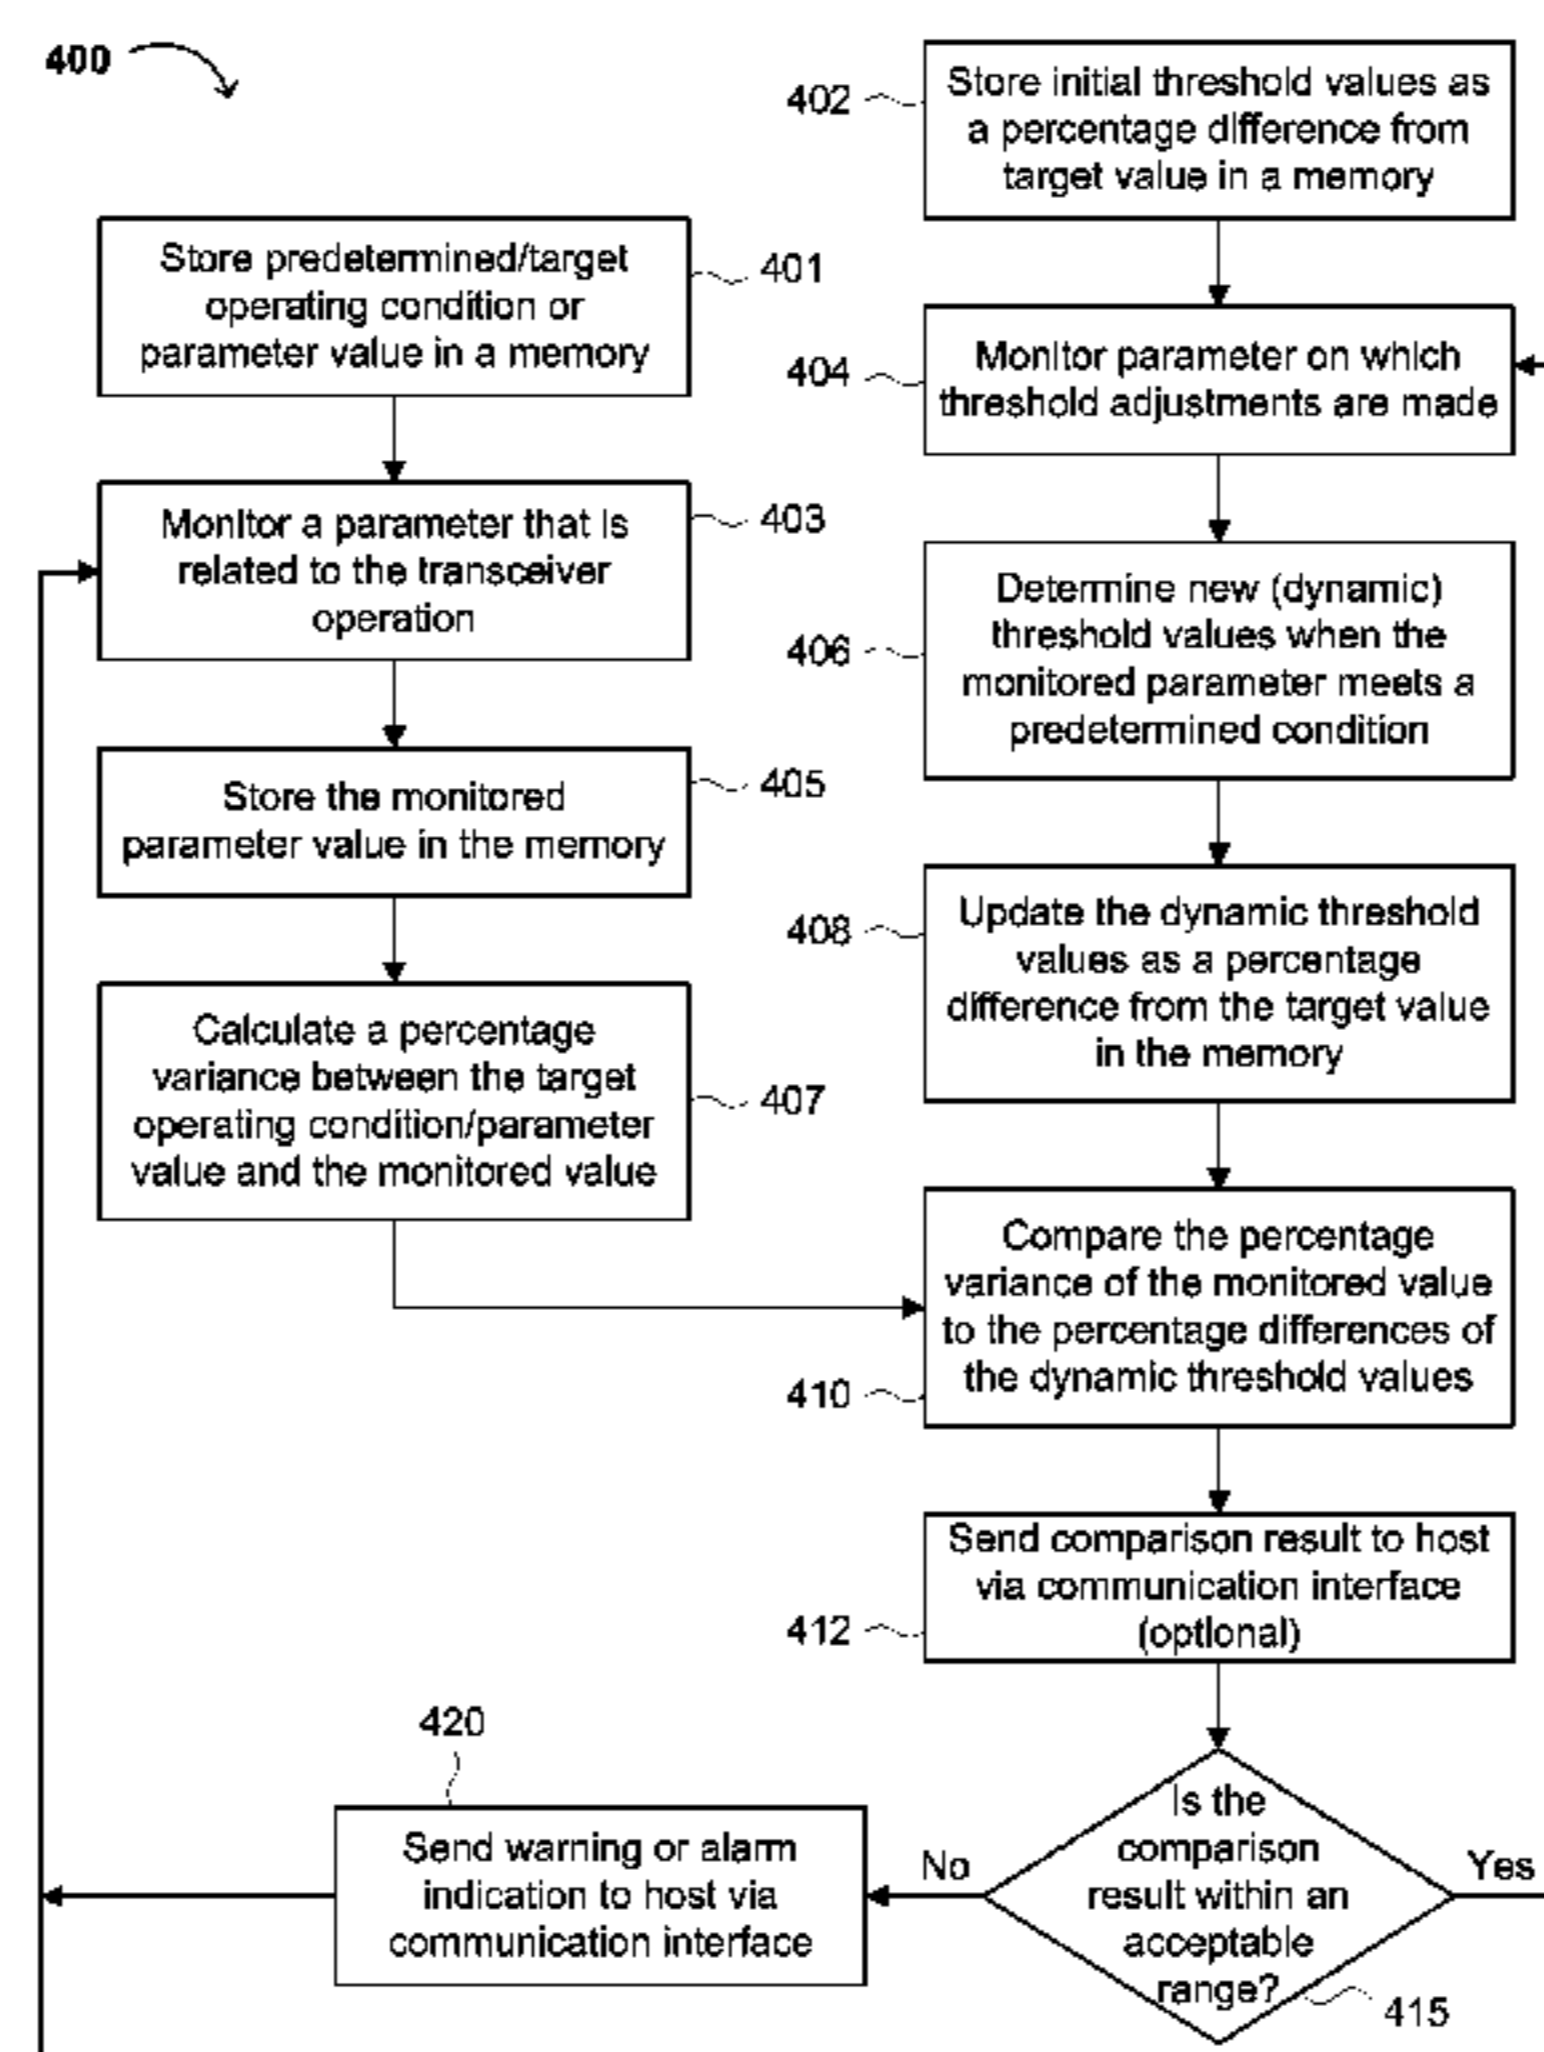 400
402
Store initial threshold values as
a percentage difference from
target value in a memory
Store predetermined/target
operating condition or
parameter value in a memory
401
404
Monitor parameter on which
threshold adjustments are made
Monitor a parameter that is
related to the transceiver
operation
403
406
Determine new (dynamic)
threshold values when the
monitored parameter meets a
predetermined condition
Store the monitored
parameter value in the memory
405
408
Update the dynamic threshold
values as a percentage
difference from the target value
in the memory
Calculate a percentage
variance between the target
operating condition/parameter
value and the monitored value
407
Compare the percentage
variance of the monitored value
to the percentage differences of
the dynamic threshold values
410
Send comparison result to host
via communication interface
(optional)
412
420
Send warning or alarm
indication to host via
communication interface
No
Is the
comparison
result within an
acceptable
range?
Yes
415